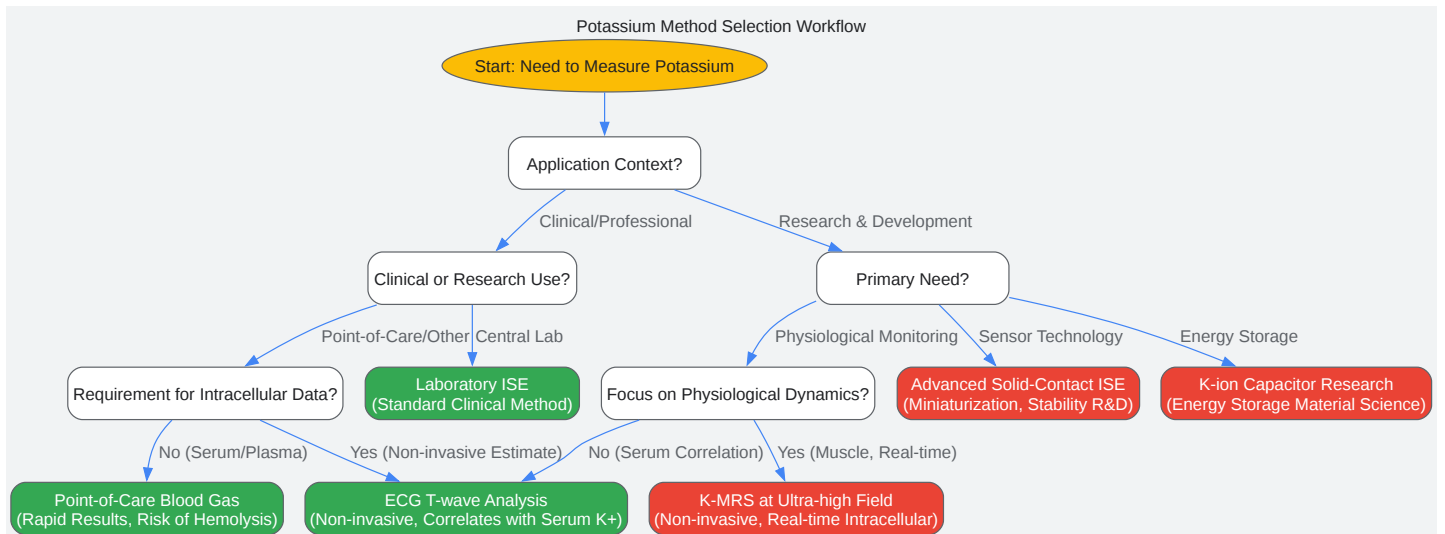 Potassium Method Selection Workflow
Start: Need to Measure Potassium
Application Context?
Clinical/Professional
Research & Development
Clinical or Research Use?
Primary Need?
Point-of-Care/Other
Central Lab
Physiological Monitoring
Sensor Technology
Energy Storage
Requirement for Intracellular Data?
Laboratory ISE
(Standard Clinical Method)
Focus on Physiological Dynamics?
Advanced Solid-Contact ISE
(Miniaturization, Stability R&D)
K-ion Capacitor Research
(Energy Storage Material Science)
No (Serum/Plasma)
Yes (Non-invasive Estimate)
No (Serum Correlation)
Yes (Muscle, Real-time)
Point-of-Care Blood Gas
(Rapid Results, Risk of Hemolysis)
ECG T-wave Analysis
(Non-invasive, Correlates with Serum K+)
K-MRS at Ultra-high Field
(Non-invasive, Real-time Intracellular)